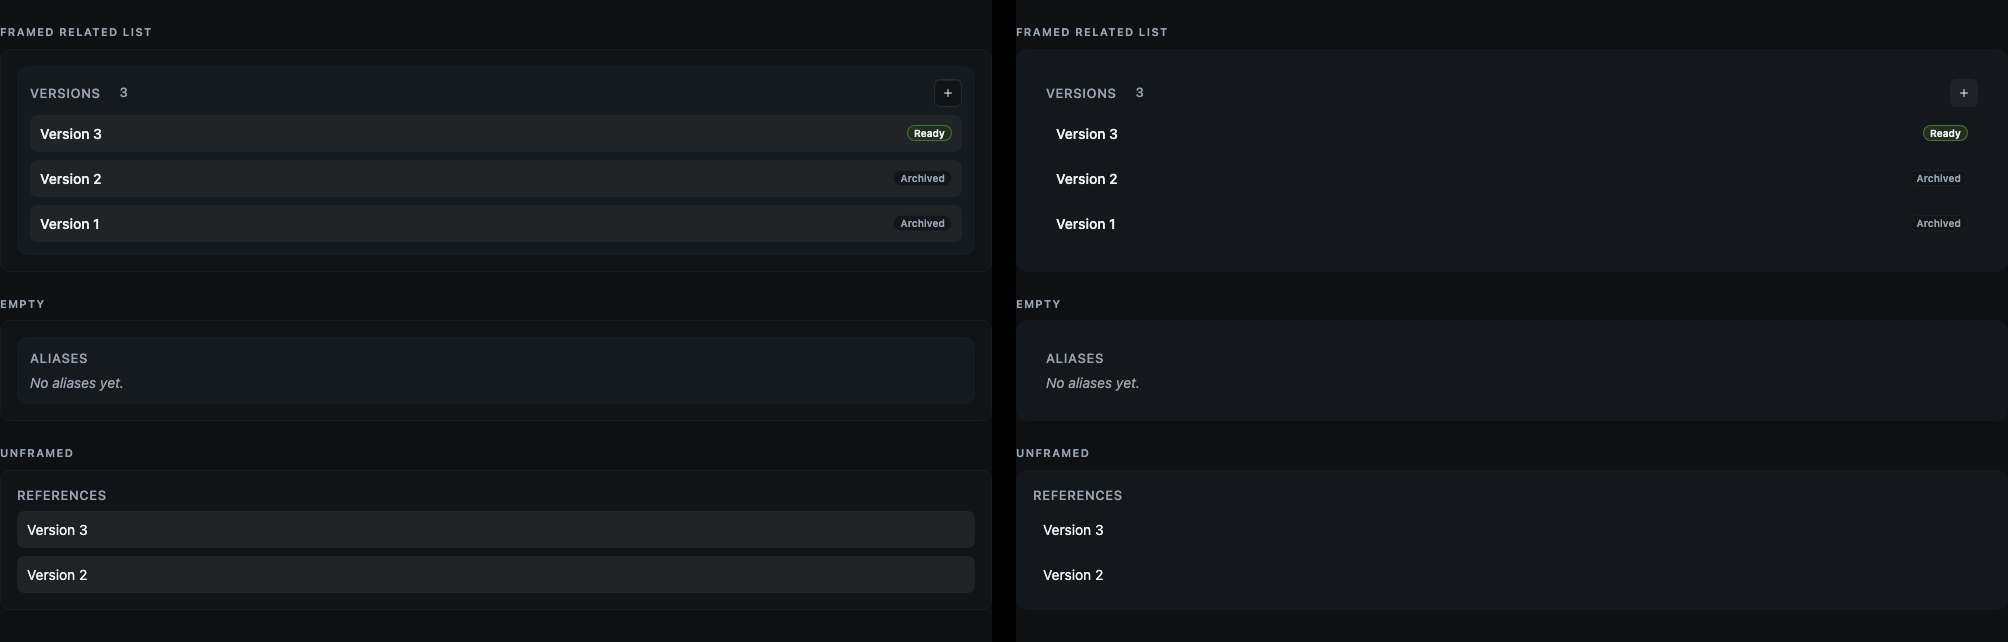 FRAMED RELATED LIST
VERSIONS 3 +
Version 3 Ready
Version 2 Archived
Version 1 Archived
EMPTY
ALIASES
No aliases yet.
UNFRAMED
REFERENCES
Version 3
Version 2
FRAMED RELATED LIST
VERSIONS 3 +
Version 3 Ready
Version 2 Archived
Version 1 Archived
EMPTY
ALIASES
No aliases yet.
UNFRAMED
REFERENCES
Version 3
Version 2